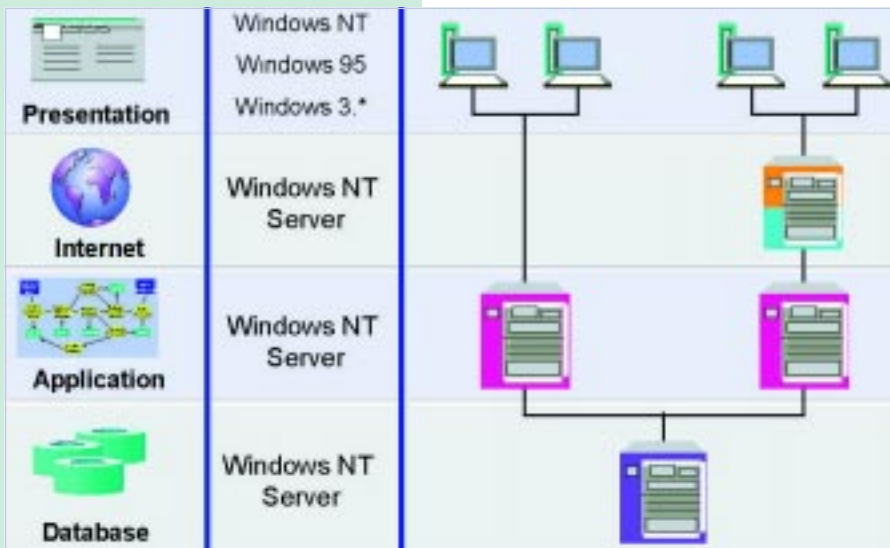 Presentation
Windows NT
Windows 95
Windows 3.*
Internet
Windows NT
Server
Application
Windows NT
Server
Database
Windows NT
Server